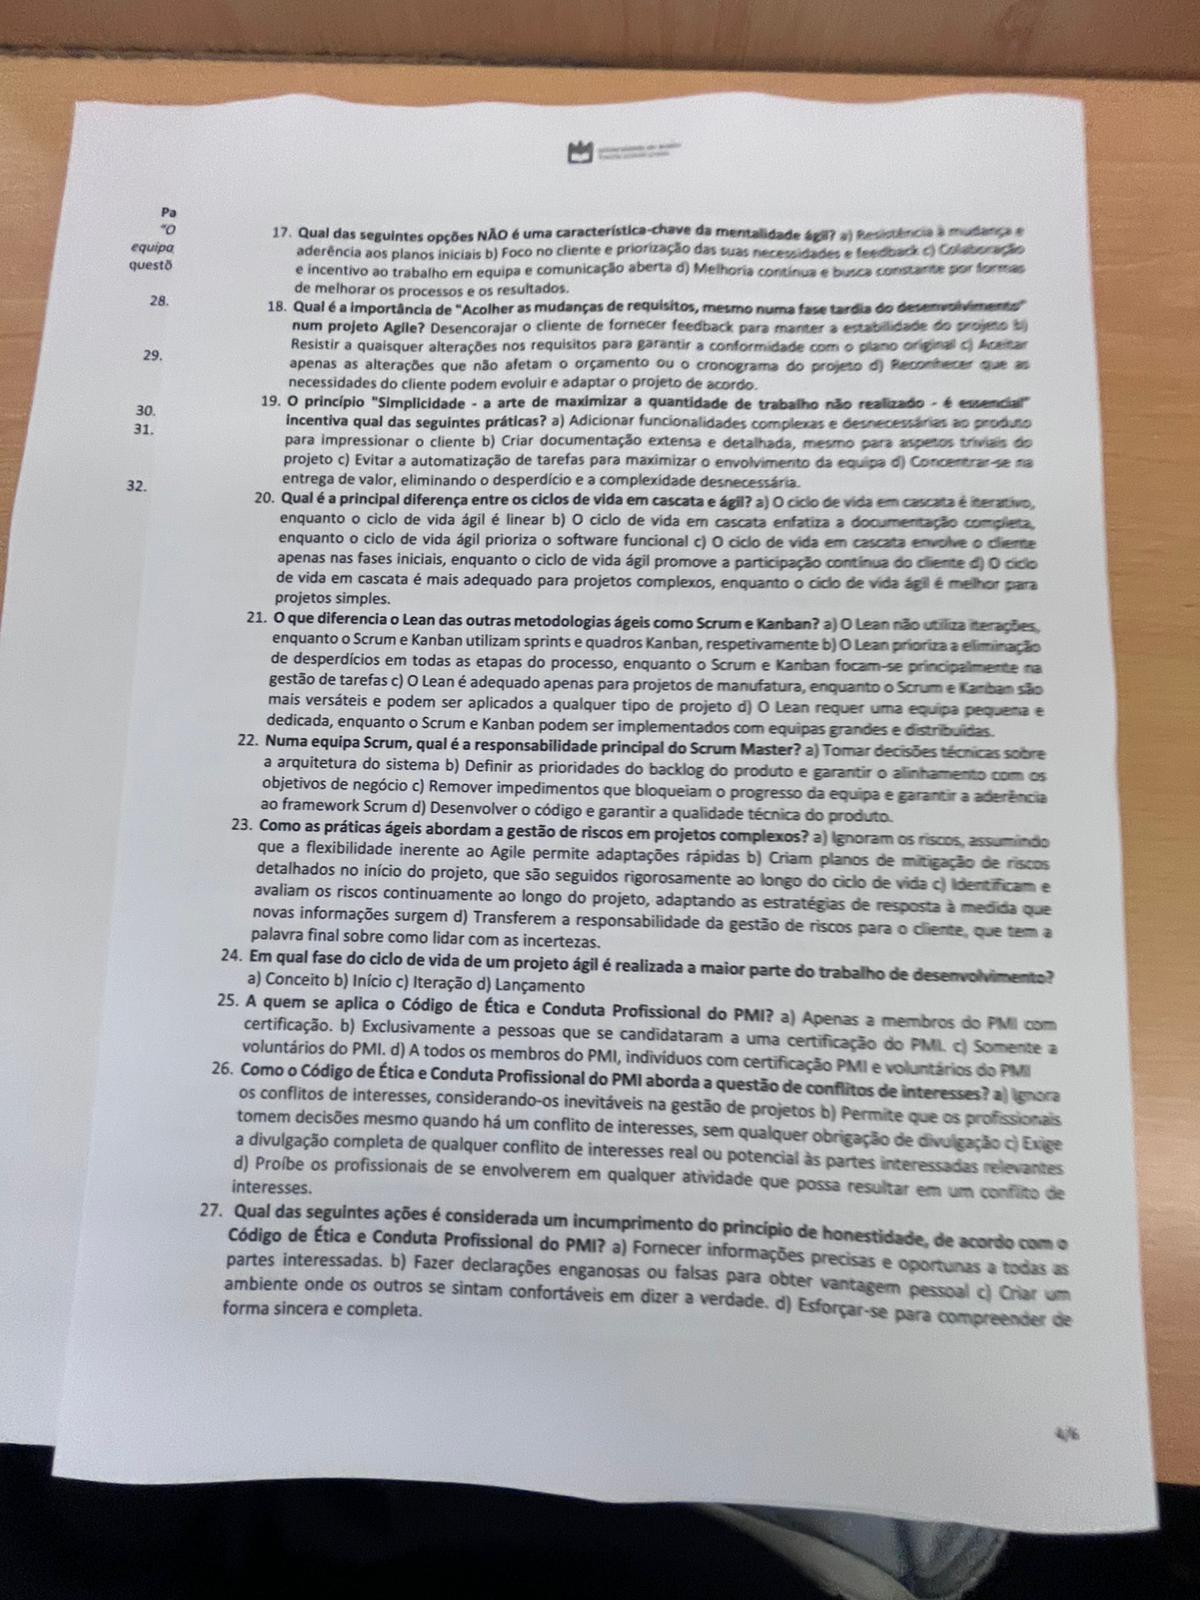 Pa
"O
equipa
questõ
28.
29.
30.
31.
32.
17. Qual das seguintes opções NÃO é uma característica-chave da mentalidade ágil? a) Resistência à mudança e
aderência aos planos iniciais b) Foco no cliente e priorização das suas necessidades e feedback c) Colaboração
e incentivo ao trabalho em equipa e comunicação aberta d) Melhoria contínua e busca constante por formas
de melhorar os processos e os resultados.
18. Qual é a importância de "Acolher as mudanças de requisitos, mesmo numa fase tardia do desenvolvimento"
num projeto Agile? Desencorajar o cliente de fornecer feedback para manter a estabilidade do projeto b)
Resistir a quaisquer alterações nos requisitos para garantir a conformidade com o plano original c) Aceitar
apenas as alterações que não afetam o orçamento ou o cronograma do projeto d) Reconhecer que as
necessidades do cliente podem evoluir e adaptar o projeto de acordo.
19. O princípio "Simplicidade - a arte de maximizar a quantidade de trabalho não realizado - é essencial"
incentiva qual das seguintes práticas? a) Adicionar funcionalidades complexas e desnecessárias ao produto
para impressionar o cliente b) Criar documentação extensa e detalhada, mesmo para aspetos triviais do
projeto c) Evitar a automatização de tarefas para maximizar o envolvimento da equipa d) Concentrar-se na
entrega de valor, eliminando o desperdício e a complexidade desnecessária.
20. Qual é a principal diferença entre os ciclos de vida em cascata e ágil? a) O ciclo de vida em cascata é iterativo,
enquanto o ciclo de vida ágil é linear b) O ciclo de vida em cascata enfatiza a documentação completa,
enquanto o ciclo de vida ágil prioriza o software funcional c) O ciclo de vida em cascata envolve o cliente
apenas nas fases iniciais, enquanto o ciclo de vida ágil promove a participação contínua do cliente d) O ciclo
de vida em cascata é mais adequado para projetos complexos, enquanto o ciclo de vida ágil é melhor para
projetos simples.
21. O que diferencia o Lean das outras metodologias ágeis como Scrum e Kanban? a) O Lean não utiliza iterações,
enquanto o Scrum e Kanban utilizam sprints e quadros Kanban, respetivamente b) O Lean prioriza a eliminação
de desperdícios em todas as etapas do processo, enquanto o Scrum e Kanban focam-se principalmente na
gestão de tarefas c) O Lean é adequado apenas para projetos de manufatura, enquanto o Scrum e Kanban são
mais versáteis e podem ser aplicados a qualquer tipo de projeto d) O Lean requer uma equipa pequena e
dedicada, enquanto o Scrum e Kanban podem ser implementados com equipas grandes e distribuídas.
22. Numa equipa Scrum, qual é a responsabilidade principal do Scrum Master? a) Tomar decisões técnicas sobre
a arquitetura do sistema b) Definir as prioridades do backlog do produto e garantir o alinhamento com os
objetivos de negócio c) Remover impedimentos que bloqueiam o progresso da equipa e garantir a aderência
ao framework Scrum d) Desenvolver o código e garantir a qualidade técnica do produto.
23. Como as práticas ágeis abordam a gestão de riscos em projetos complexos? a) Ignoram os riscos, assumindo
que a flexibilidade inerente ao Agile permite adaptações rápidas b) Criam planos de mitigação de riscos
detalhados no início do projeto, que são seguidos rigorosamente ao longo do ciclo de vida c) Identificam e
avaliam os riscos continuamente ao longo do projeto, adaptando as estratégias de resposta à medida que
novas informações surgem d) Transferem a responsabilidade da gestão de riscos para o cliente, que tem a
palavra final sobre como lidar com as incertezas.
24. Em qual fase do ciclo de vida de um projeto ágil é realizada a maior parte do trabalho de desenvolvimento?
a) Conceito b) Início c) Iteração d) Lançamento
25. A quem se aplica o Código de Ética e Conduta Profissional do PMI? a) Apenas a membros do PMI com
certificação. b) Exclusivamente a pessoas que se candidataram a uma certificação do PMI. c) Somente a
voluntários do PMI. d) A todos os membros do PMI, indivíduos com certificação PMI e voluntários do PMI
26. Como o Código de Ética e Conduta Profissional do PMI aborda a questão de conflitos de interesses? a) Ignora
os conflitos de interesses, considerando-os inevitáveis na gestão de projetos b) Permite que os profissionais
tomem decisões mesmo quando há um conflito de interesses, sem qualquer obrigação de divulgação c) Exige
a divulgação completa de qualquer conflito de interesses real ou potencial às partes interessadas relevantes
d) Proíbe os profissionais de se envolverem em qualquer atividade que possa resultar em um conflito de
interesses.
27. Qual das seguintes ações é considerada um incumprimento do princípio de honestidade, de acordo com o
Código de Ética e Conduta Profissional do PMI? a) Fornecer informações precisas e oportunas a todas as
partes interessadas. b) Fazer declarações enganosas ou falsas para obter vantagem pessoal c) Criar um
ambiente onde os outros se sintam confortáveis em dizer a verdade. d) Esforçar-se para compreender de
forma sincera e completa.
4/6